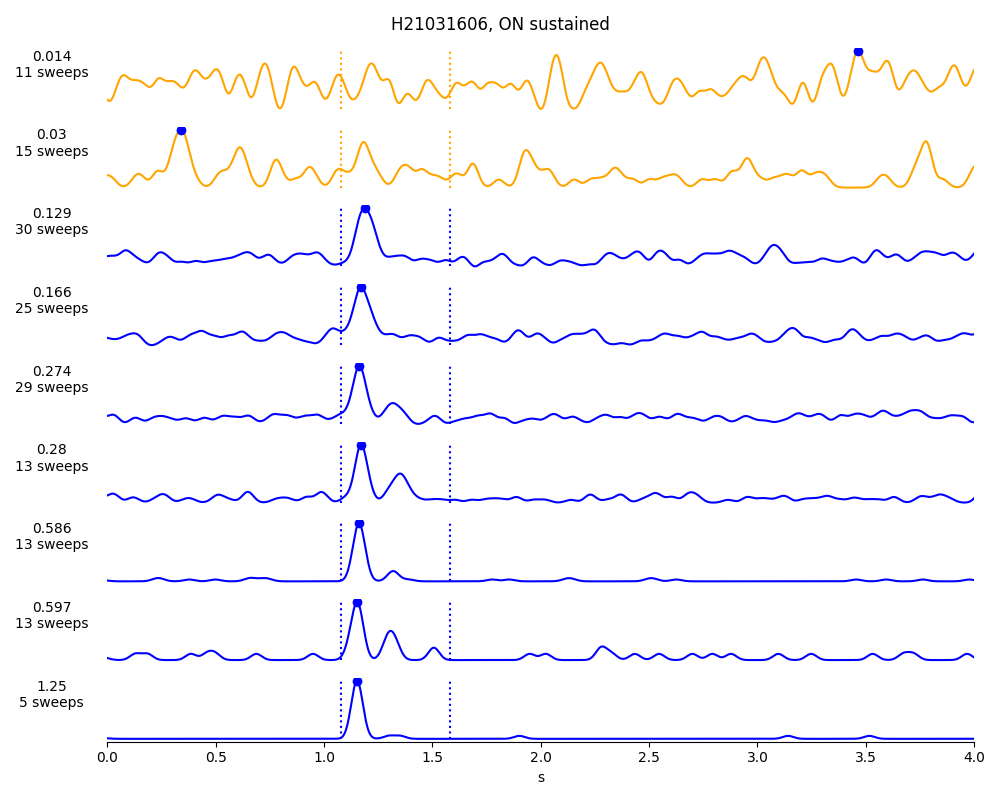 H21031606, ON sustained
0.014
11 sweeps
0.03
15 sweeps
0.129
30 sweeps
0.166
25 sweeps
0.274
29 sweeps
0.28
13 sweeps
0.586
13 sweeps
0.597
13 sweeps
1.25
5 sweeps
0.0 0.5 1.0 1.5 2.0 2.5 3.0 3.5 4.0
s